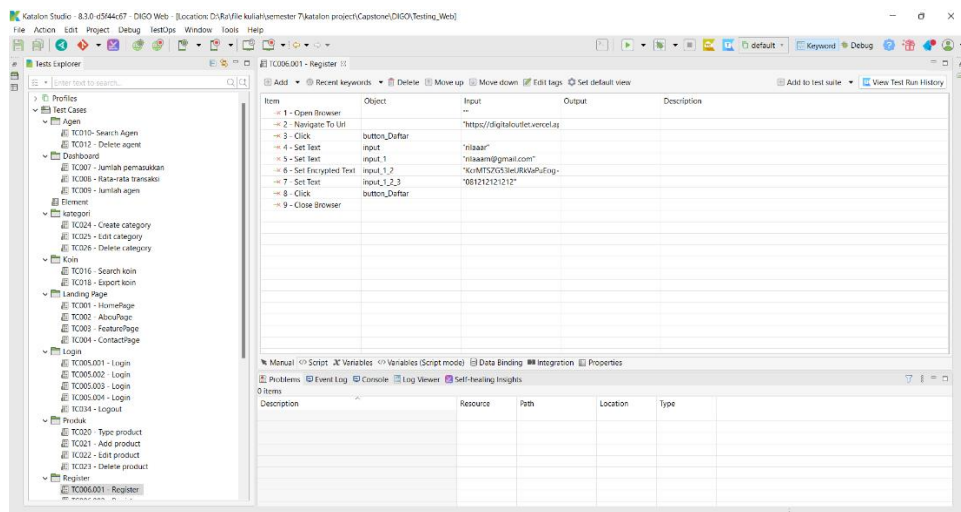 Katalon Studio - 8.3.0-d5f44c67 - DIGO Web - [Location: D:\Ra\file kuliah\semester 7\katalon project\Capstone\DIGO\Testing_Web]
File Action Edit Project Debug TestOps Window Tools Help
default Keyword Debug
Tests Explorer
Enter text to search...
Profiles
Test Cases
Agen
TC010- Search Agen
TC012 - Delete agent
Dashboard
TC007 - Jumlah pemasukkan
TC008 - Rata-rata transaksi
TC009 - Jumlah agen
Element
kategori
TC024 - Create category
TC025 - Edit category
TC026 - Delete category
Koin
TC016 - Search koin
TC018 - Export koin
Landing Page
TC001 - HomePage
TC002 - AbouPage
TC003 - FeaturePage
TC004 - ContactPage
Login
TC005.001 - Login
TC005.002 - Login
TC005.003 - Login
TC005.004 - Login
TC034 - Logout
Produk
TC020 - Type product
TC021 - Add product
TC022 - Edit product
TC023 - Delete product
Register
TC006.001 - Register
TC006.001 - Register
Add Recent keywords Delete Move up Move down Edit tags Set default view Add to test suite View Test Run History
Item Object Input Output Description
1 - Open Browser ""
2 - Navigate To Url "https://digitaloutlet.vercel.ap
3 - Click button_Daftar
4 - Set Text input
5 - Set Text input_1
6 - Set Encrypted Text input_1_2
7 - Set Text input_1_2_3 "081212121212"
8 - Click button_Daftar
9 - Close Browser
Manual Script Variables Variables (Script mode) Data Binding Integration Properties
Problems Event Log Console Log Viewer Self-healing Insights
0 items
Description Resource Path Location Type